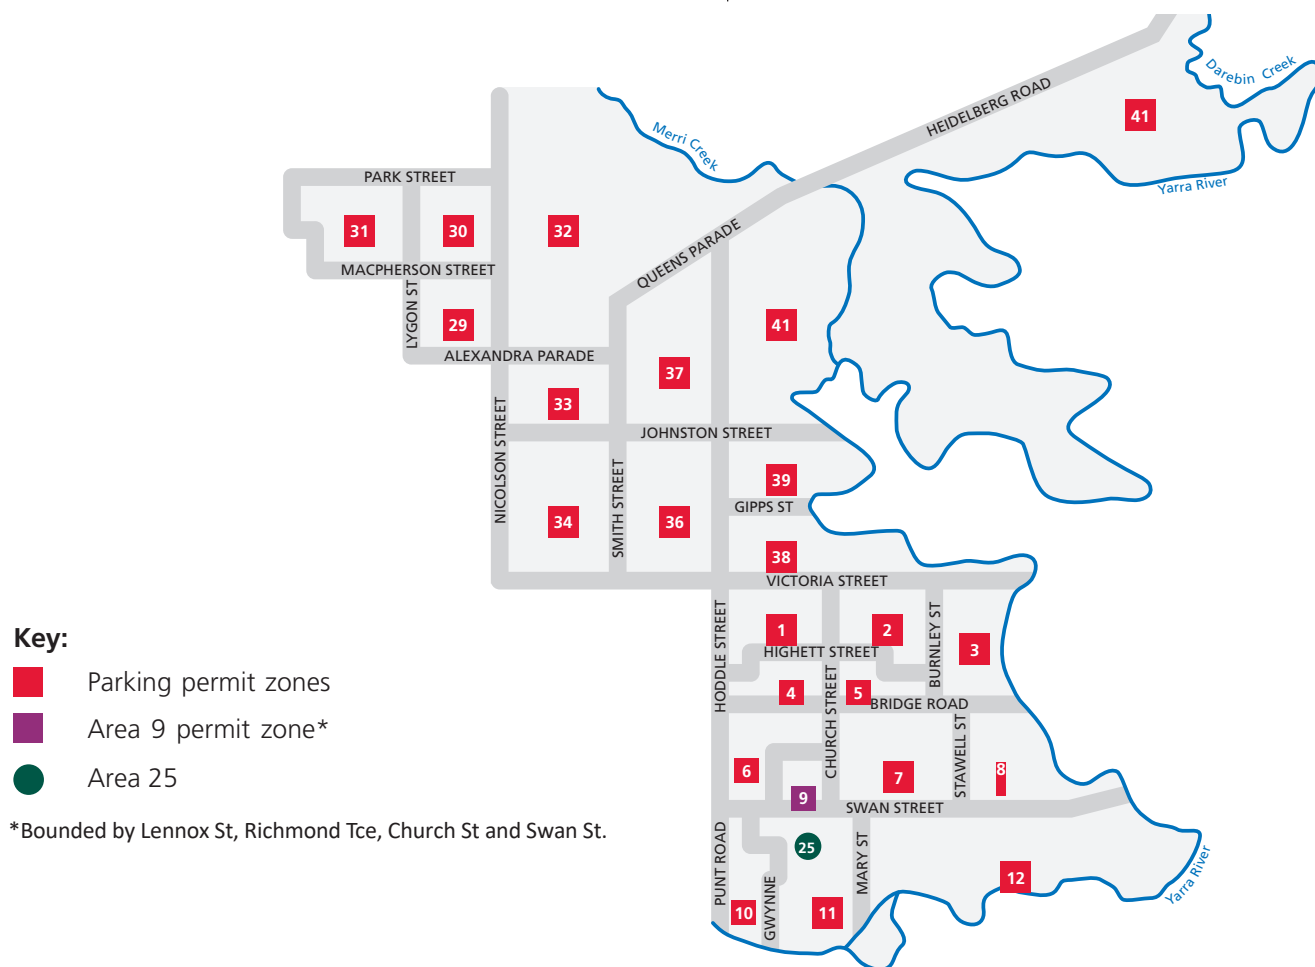 Darebin Creek
HEIDELBERG ROAD
41
Merri Creek
Yarra River
PARK STREET
31
30
32
QUEENS PARADE
MACPHERSON STREET
LYGON ST
29
41
ALEXANDRA PARADE
37
33
NICOLSON STREET
JOHNSTON STREET
39
SMITH STREET
GIPPS ST
34
36
38
VICTORIA STREET
HODDLE STREET
1
2
BURNLEY ST
3
HIGHETT STREET
4
5
CHURCH STREET
BRIDGE ROAD
STAWELL ST
6
7
8
9
SWAN STREET
PUNT ROAD
25
MARY ST
12
Yarra River
GWYNNE
10
11
Key:
Parking permit zones
Area 9 permit zone*
Area 25
*Bounded by Lennox St, Richmond Tce, Church St and Swan St.